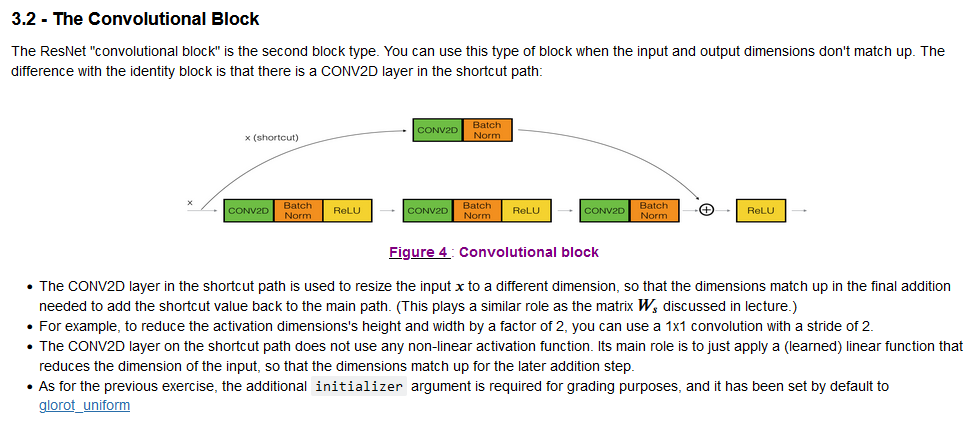 3.2 - The Convolutional Block
The ResNet "convolutional block" is the second block type. You can use this type of block when the input and output dimensions don't match up. The
difference with the identity block is that there is a CONV2D layer in the shortcut path:
x (shortcut)
CONV2D
Batch
Norm
x
CONV2D
Batch
Norm
ReLU
CONV2D
Batch
Norm
ReLU
CONV2D
Batch
Norm
ReLU
Figure 4 : Convolutional block
• The CONV2D layer in the shortcut path is used to resize the input x to a different dimension, so that the dimensions match up in the final addition
needed to add the shortcut value back to the main path. (This plays a similar role as the matrix Wₛ discussed in lecture.)
• For example, to reduce the activation dimensions's height and width by a factor of 2, you can use a 1x1 convolution with a stride of 2.
• The CONV2D layer on the shortcut path does not use any non-linear activation function. Its main role is to just apply a (learned) linear function that
reduces the dimension of the input, so that the dimensions match up for the later addition step.
• As for the previous exercise, the additional initializer argument is required for grading purposes, and it has been set by default to
glorot_uniform